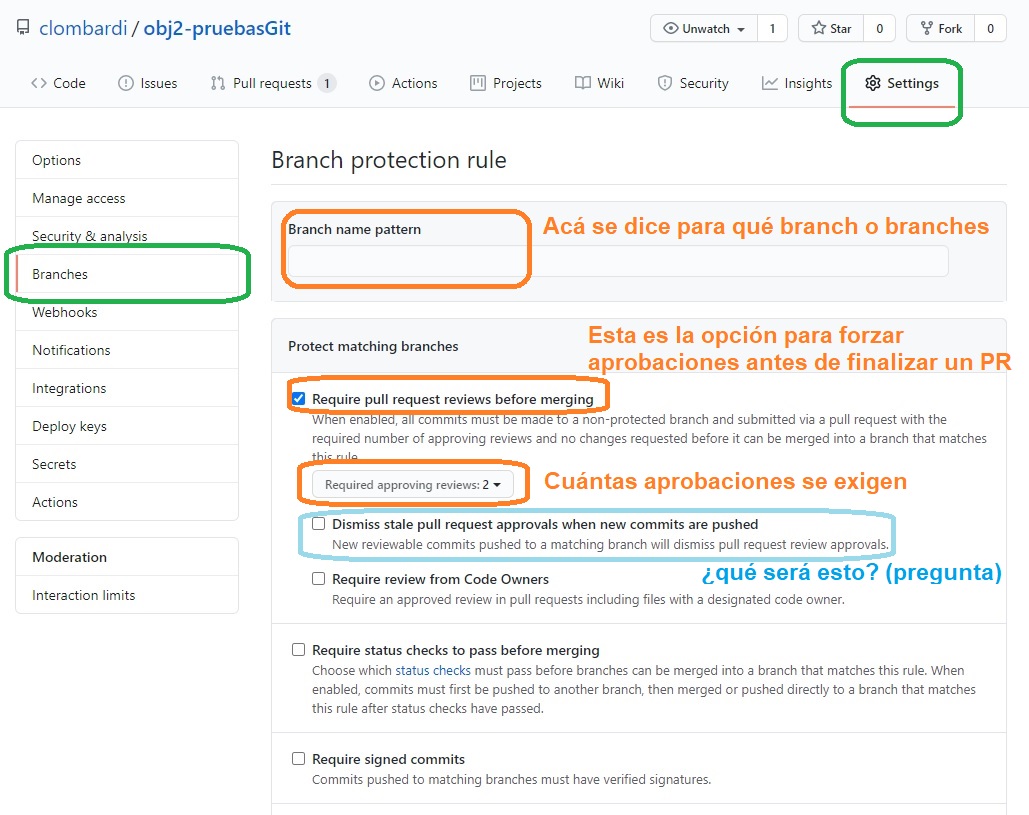 clombardi / obj2-pruebasGit
Unwatch 1 Star 0 Fork 0
Code Issues Pull requests 1 Actions Projects Wiki Security Insights Settings
Options
Manage access
Security & analysis
Branches
Webhooks
Notifications
Integrations
Deploy keys
Secrets
Actions
Moderation
Interaction limits
Branch protection rule
Branch name pattern
Acá se dice para qué branch o branches
Protect matching branches
Esta es la opción para forzar
aprobaciones antes de finalizar un PR
Require pull request reviews before merging
When enabled, all commits must be made to a non-protected branch and submitted via a pull request with the
required number of approving reviews and no changes requested before it can be merged into a branch that matches
this rule.
Required approving reviews: 2
Cuántas aprobaciones se exigen
Dismiss stale pull request approvals when new commits are pushed
New reviewable commits pushed to a matching branch will dismiss pull request review approvals.
¿qué será esto? (pregunta)
Require review from Code Owners
Require an approved review in pull requests including files with a designated code owner.
Require status checks to pass before merging
Choose which status checks must pass before branches can be merged into a branch that matches this rule. When
enabled, commits must first be pushed to another branch, then merged or pushed directly to a branch that matches
this rule after status checks have passed.
Require signed commits
Commits pushed to matching branches must have verified signatures.